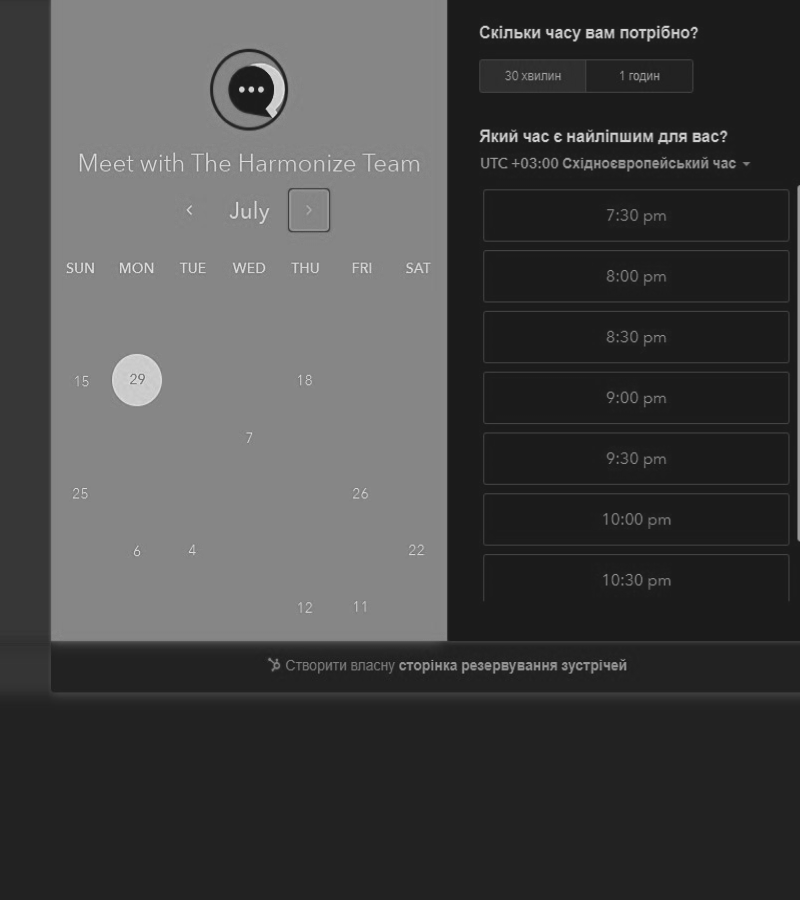 Meet with The Harmonize Team
July
SUN MON TUE WED THU FRI SAT
15 29 18
7
25 26
6 4 22
12 11
Скільки часу вам потрібно?
30 хвилин 1 годин
Який час є найліпшим для вас?
UTC +03:00 Східноєвропейський час
7:30 pm
8:00 pm
8:30 pm
9:00 pm
9:30 pm
10:00 pm
10:30 pm
Створити власну сторінка резервування зустрічей